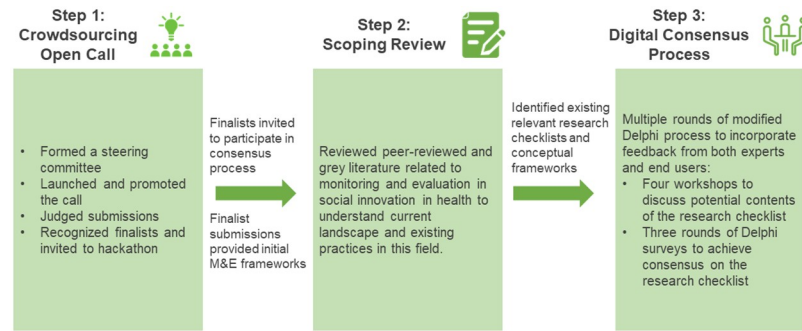 Step 1:
Crowdsourcing
Open Call
• Formed a steering
committee
• Launched and promoted
the call
• Judged submissions
• Recognized finalists and
invited to hackathon
Finalists invited
to participate in
consensus
process
Finalist
submissions
provided initial
M&E frameworks
Step 2:
Scoping Review
Reviewed peer-reviewed and
grey literature related to
monitoring and evaluation in
social innovation in health to
understand current
landscape and existing
practices in this field.
Identified existing
relevant research
checklists and
conceptual
frameworks
Step 3:
Digital Consensus
Process
Multiple rounds of modified
Delphi process to incorporate
feedback from both experts
and end users:
• Four workshops to
discuss potential contents
of the research checklist
• Three rounds of Delphi
surveys to achieve
consensus on the
research checklist